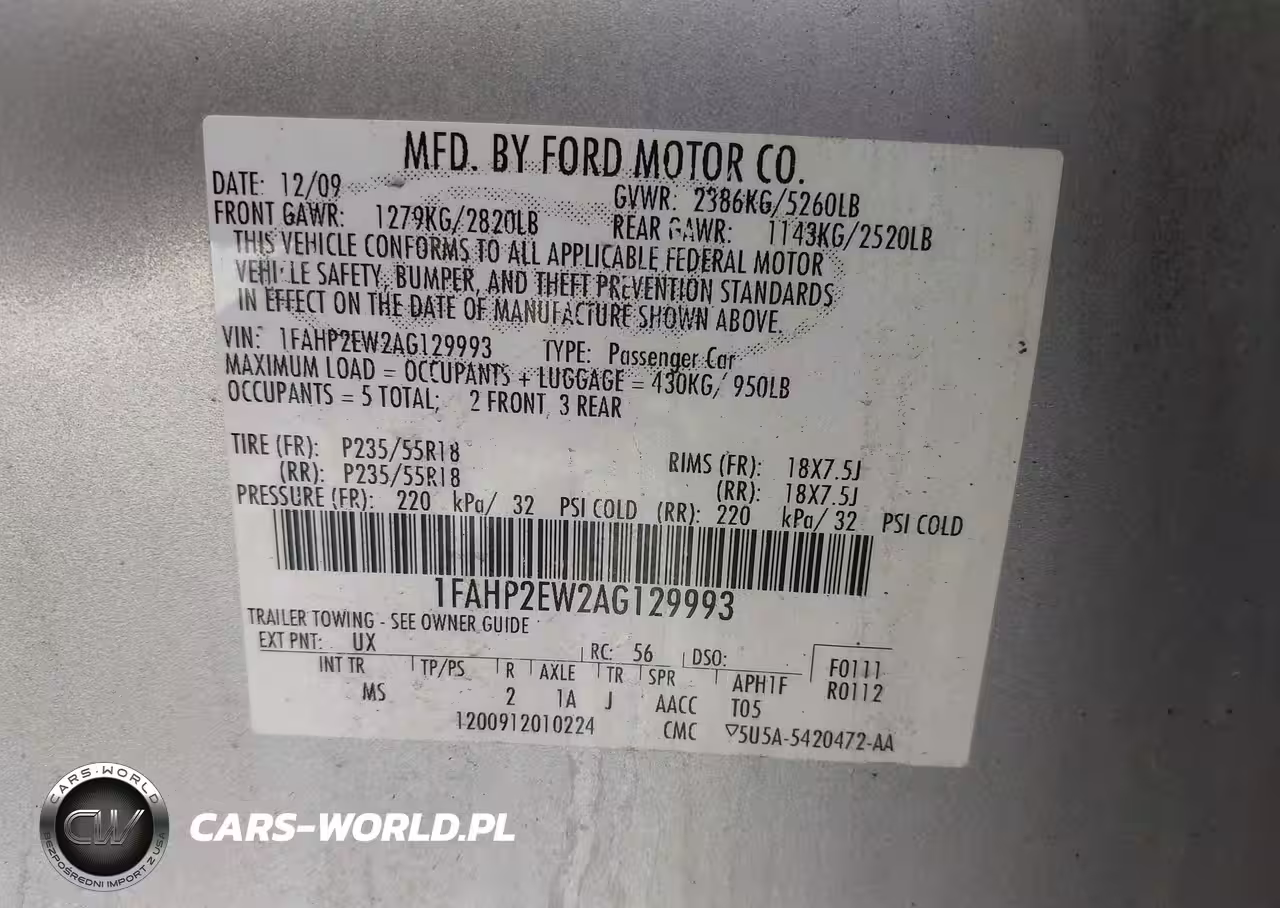 MFD. BY FORD MOTOR CO.
DATE: 12/09 GVWR: 2386KG/5260LB
FRONT GAWR: 1279KG/2820LB REAR GAWR: 1143KG/2520LB
THIS VEHICLE CONFORMS TO ALL APPLICABLE FEDERAL MOTOR
VEHICLE SAFETY, BUMPER, AND THEFT PREVENTION STANDARDS
IN EFFECT ON THE DATE OF MANUFACTURE SHOWN ABOVE.
VIN: 1FAHP2EW2AG129993 TYPE: Passenger Car
MAXIMUM LOAD = OCCUPANTS + LUGGAGE = 430KG/ 950LB
OCCUPANTS = 5 TOTAL; 2 FRONT, 3 REAR
TIRE (FR): P235/55R18 RIMS (FR): 18X7.5J
(RR): P235/55R18 (RR): 18X7.5J
PRESSURE (FR): 220 kPa/ 32 PSI COLD (RR): 220 kPa/ 32 PSI COLD
1FAHP2EW2AG129993
TRAILER TOWING - SEE OWNER GUIDE
EXT PNT: UX RC: 56 DSO: F0111
INT TR TP/PS R AXLE TR SPR APH1F R0112
MS 2 1A J AACC T05
1200912010224 CMC ▽5U5A-5420472-AA
CARS-WORLD
CW
BEZPOŚREDNI IMPORT Z USA
CARS-WORLD.PL